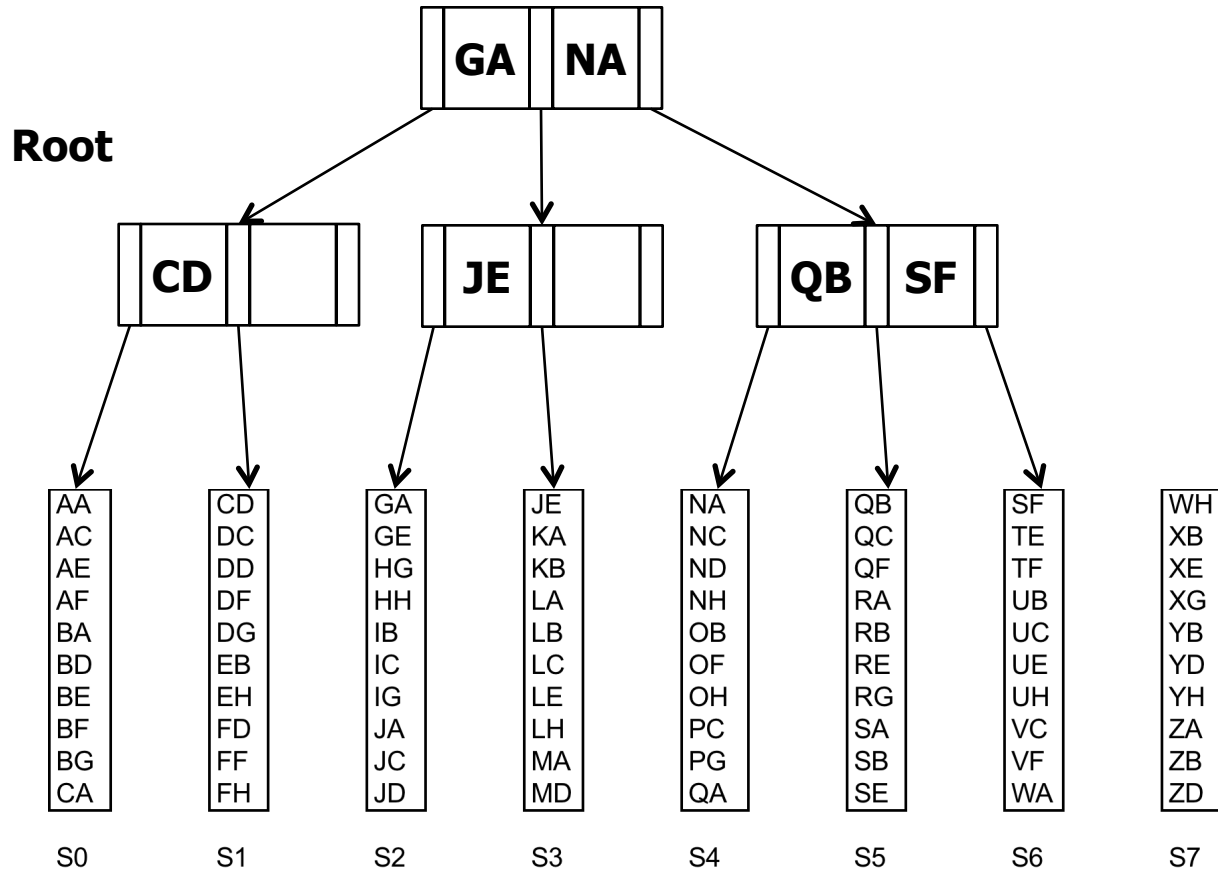 GA NA
Root
CD
JE
QB SF
AA CD GA JE NA QB SF WH
AC DC GE KA NC QC TE XB
AE DD HG KB ND QF TF XE
AF DF HH LA NH RA UB XG
BA DG IB LB OB RB UC YB
BD EB IC LC OF RE UE YD
BE EH IG LE OH RG UH YH
BF FD JA LH PC SA VC ZA
BG FF JC MA PG SB VF ZB
CA FH JD MD QA SE WA ZD
S0 S1 S2 S3 S4 S5 S6 S7